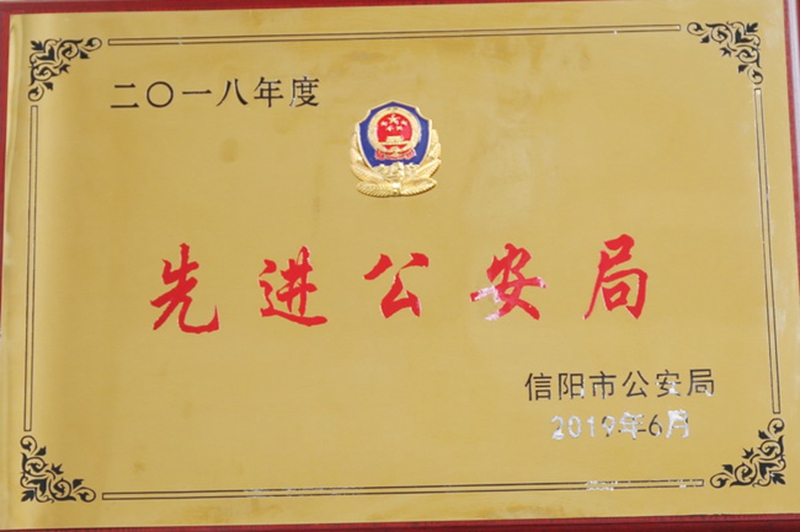 二〇一八年度
先进公安局
信阳市公安局
2019年6月